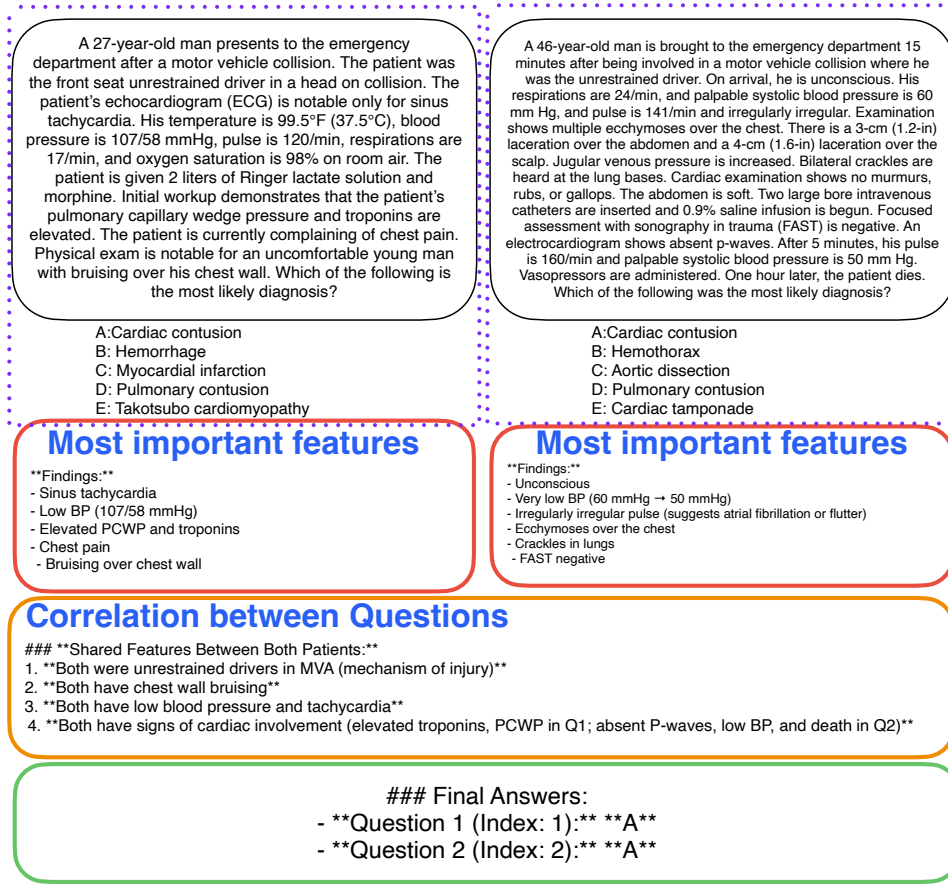 A 27-year-old man presents to the emergency
department after a motor vehicle collision. The patient was
the front seat unrestrained driver in a head on collision. The
patient's echocardiogram (ECG) is notable only for sinus
tachycardia. His temperature is 99.5°F (37.5°C), blood
pressure is 107/58 mmHg, pulse is 120/min, respirations are
17/min, and oxygen saturation is 98% on room air. The
patient is given 2 liters of Ringer lactate solution and
morphine. Initial workup demonstrates that the patient's
pulmonary capillary wedge pressure and troponins are
elevated. The patient is currently complaining of chest pain.
Physical exam is notable for an uncomfortable young man
with bruising over his chest wall. Which of the following is
the most likely diagnosis?
A:Cardiac contusion
B: Hemorrhage
C: Myocardial infarction
D: Pulmonary contusion
E: Takotsubo cardiomyopathy
A 46-year-old man is brought to the emergency department 15
minutes after being involved in a motor vehicle collision where he
was the unrestrained driver. On arrival, he is unconscious. His
respirations are 24/min, and palpable systolic blood pressure is 60
mm Hg, and pulse is 141/min and irregularly irregular. Examination
shows multiple ecchymoses over the chest. There is a 3-cm (1.2-in)
laceration over the abdomen and a 4-cm (1.6-in) laceration over the
scalp. Jugular venous pressure is increased. Bilateral crackles are
heard at the lung bases. Cardiac examination shows no murmurs,
rubs, or gallops. The abdomen is soft. Two large bore intravenous
catheters are inserted and 0.9% saline infusion is begun. Focused
assessment with sonography in trauma (FAST) is negative. An
electrocardiogram shows absent p-waves. After 5 minutes, his pulse
is 160/min and palpable systolic blood pressure is 50 mm Hg.
Vasopressors are administered. One hour later, the patient dies.
Which of the following was the most likely diagnosis?
A:Cardiac contusion
B: Hemothorax
C: Aortic dissection
D: Pulmonary contusion
E: Cardiac tamponade
Most important features
**Findings:**
- Sinus tachycardia
- Low BP (107/58 mmHg)
- Elevated PCWP and troponins
- Chest pain
- Bruising over chest wall
Most important features
**Findings:**
- Unconscious
- Very low BP (60 mmHg → 50 mmHg)
- Irregularly irregular pulse (suggests atrial fibrillation or flutter)
- Ecchymoses over the chest
- Crackles in lungs
- FAST negative
Correlation between Questions
### **Shared Features Between Both Patients:**
1. **Both were unrestrained drivers in MVA (mechanism of injury)**
2. **Both have chest wall bruising**
3. **Both have low blood pressure and tachycardia**
4. **Both have signs of cardiac involvement (elevated troponins, PCWP in Q1; absent P-waves, low BP, and death in Q2)**
### Final Answers:
- **Question 1 (Index: 1):** **A**
- **Question 2 (Index: 2):** **A**